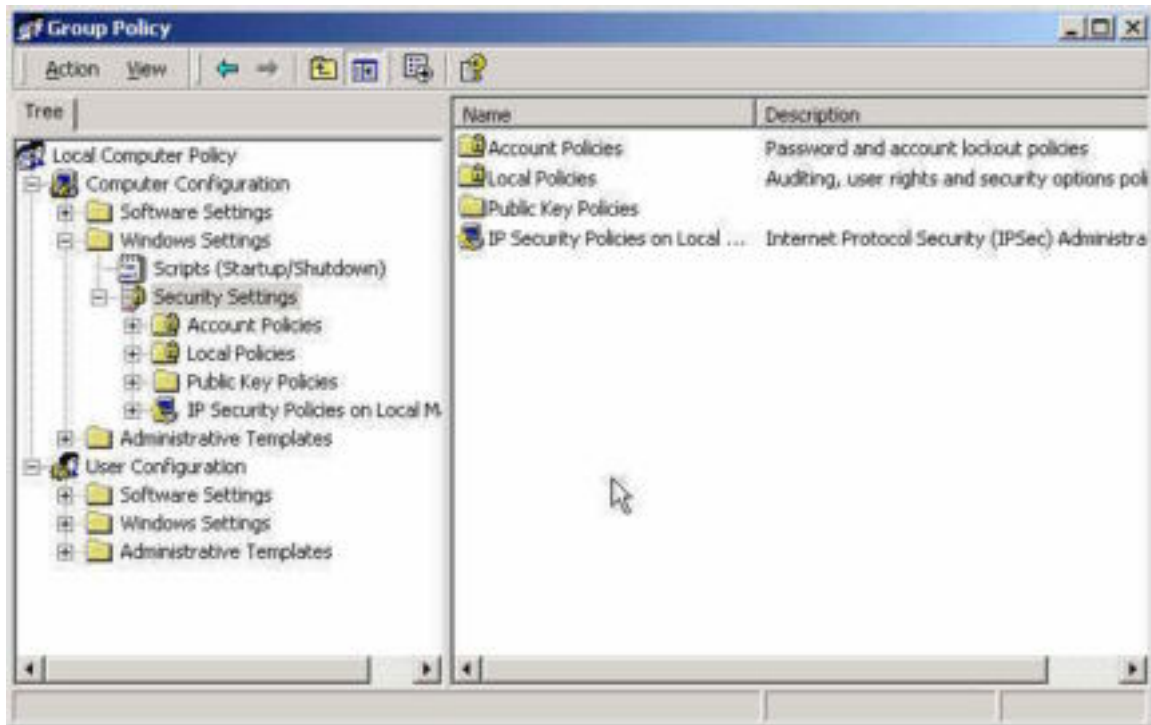 Group Policy
Action View
Tree
Name Description
Local Computer Policy
Computer Configuration
Software Settings
Windows Settings
Scripts (Startup/Shutdown)
Security Settings
Account Policies
Local Policies
Public Key Policies
IP Security Policies on Local M
Administrative Templates
User Configuration
Software Settings
Windows Settings
Administrative Templates
Account Policies Password and account lockout policies
Local Policies Auditing, user rights and security options poli
Public Key Policies
IP Security Policies on Local ... Internet Protocol Security (IPSec) Administra